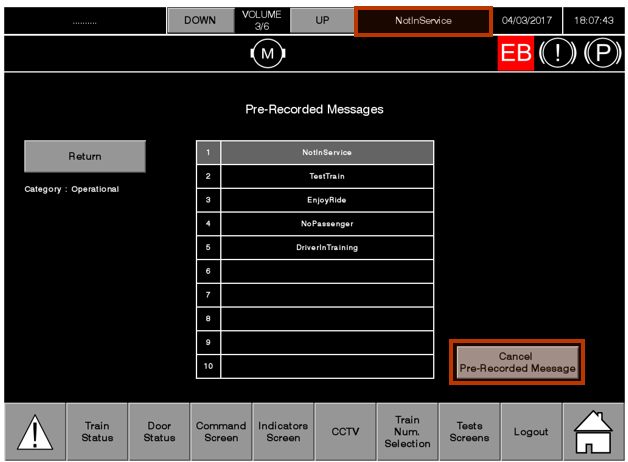 .......... DOWN VOLUME UP NotInService 04/03/2017 18:07:43
3/6
M EB ! P
Pre-Recorded Messages
Return
Category : Operational
1 NotInService
2 TestTrain
3 EnjoyRide
4 NoPassenger
5 DriverInTraining
6
7
8
9
10
Cancel
Pre-Recorded Message
! Train Status Door Status Command Screen Indicators Screen CCTV Train Num. Selection Tests Screens Logout